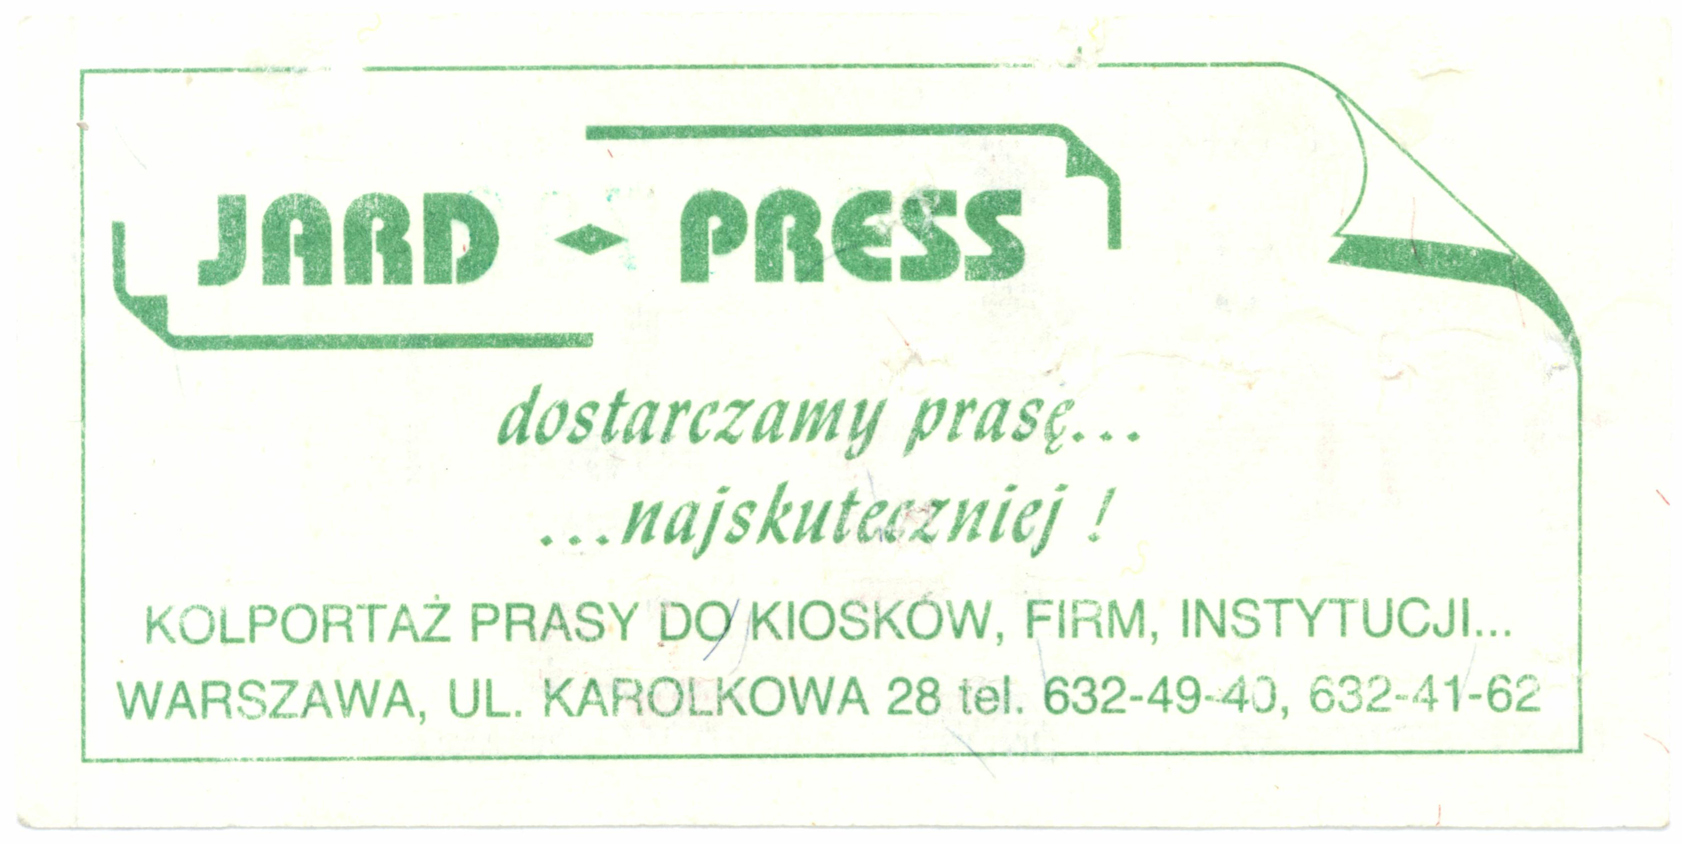 JARD ◆ PRESS
dostarczamy prasę...
...najskuteczniej !
KOLPORTAŻ PRASY DO KIOSKÓW, FIRM, INSTYTUCJI...
WARSZAWA, UL. KAROLKOWA 28 tel. 632-49-40, 632-41-62